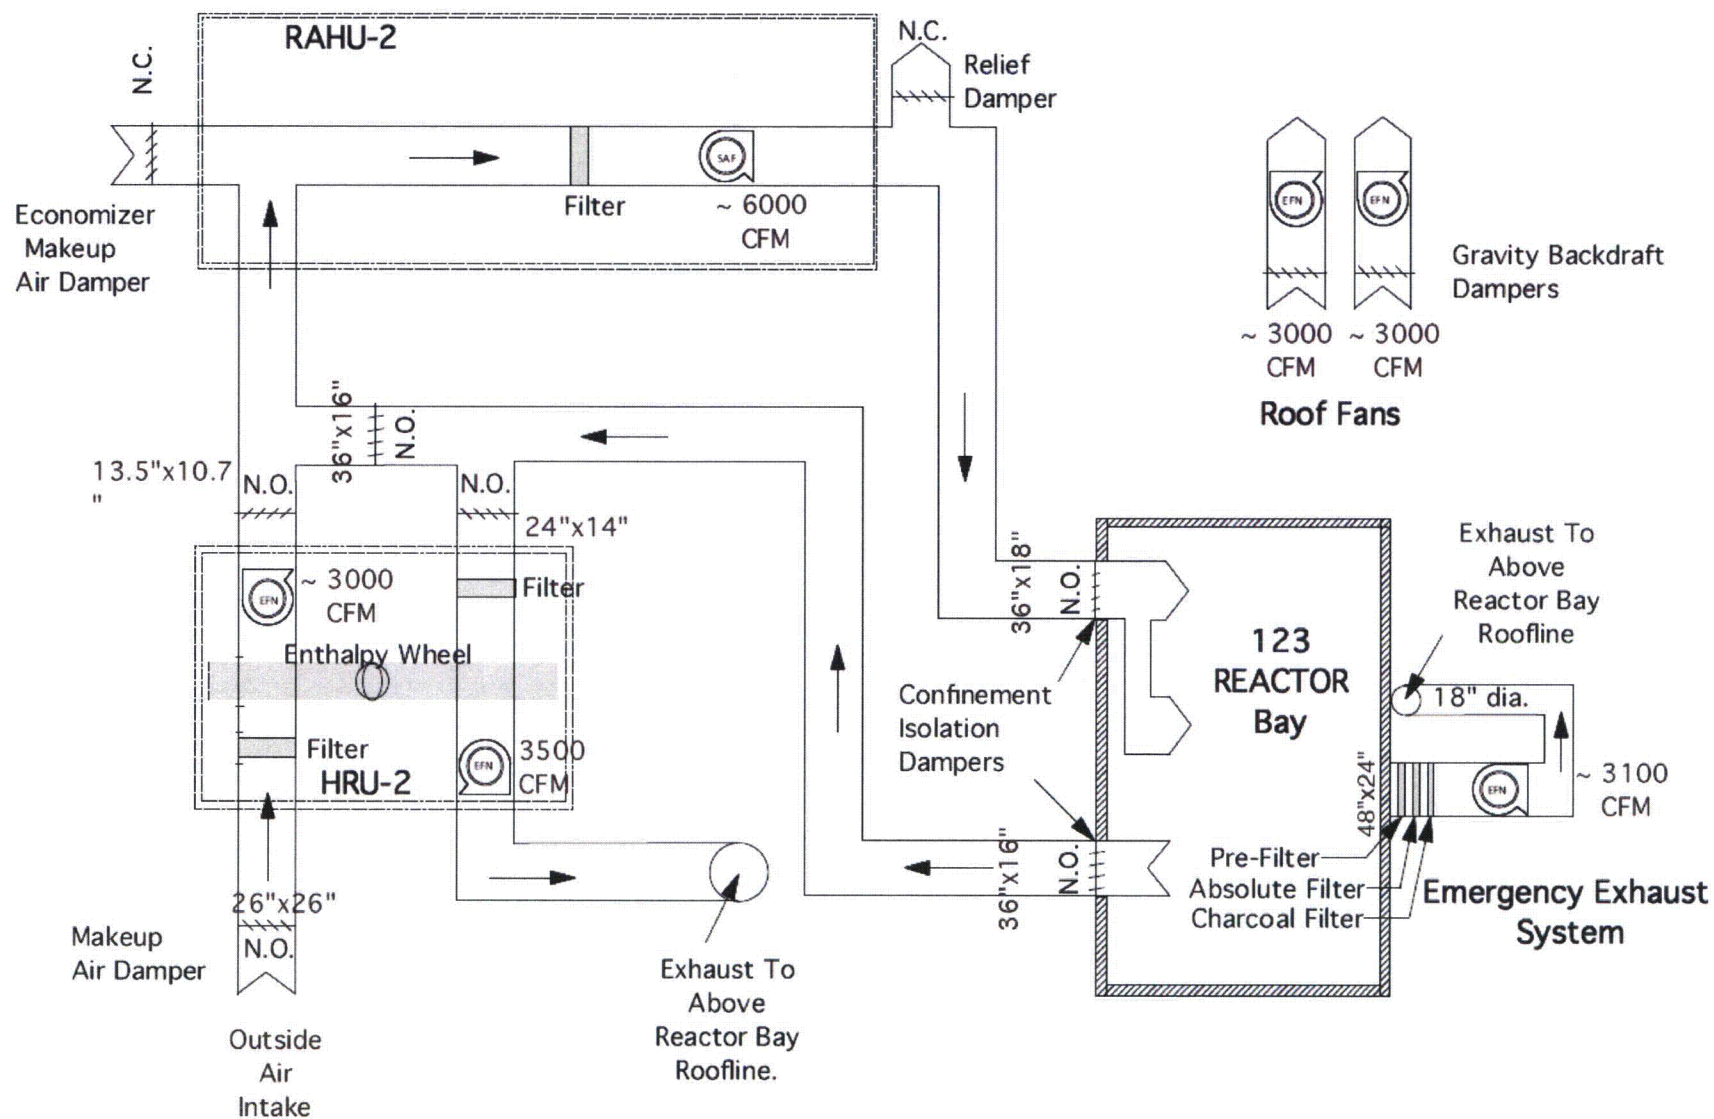 RAHU-2
N.C.
N.C.
Relief
Damper
SAF
Filter
~ 6000
CFM
Economizer
Makeup
Air Damper
EFN
EFN
Gravity Backdraft
Dampers
~ 3000
CFM
~ 3000
CFM
Roof Fans
36"x16"
N.O.
13.5"x10.7
"
N.O.
N.O.
24"x14"
EFN
~ 3000
CFM
Filter
Enthalpy Wheel
Filter
HRU-2
EFN
3500
CFM
26"x26"
N.O.
Makeup
Air Damper
Outside
Air
Intake
Exhaust To
Above
Reactor Bay
Roofline.
36"x18"
N.O.
Confinement
Isolation
Dampers
36"x16"
N.O.
123
REACTOR
Bay
Exhaust To
Above
Reactor Bay
Roofline
18" dia.
48"x24"
EFN
~ 3100
CFM
Pre-Filter
Absolute Filter
Charcoal Filter
Emergency Exhaust
System